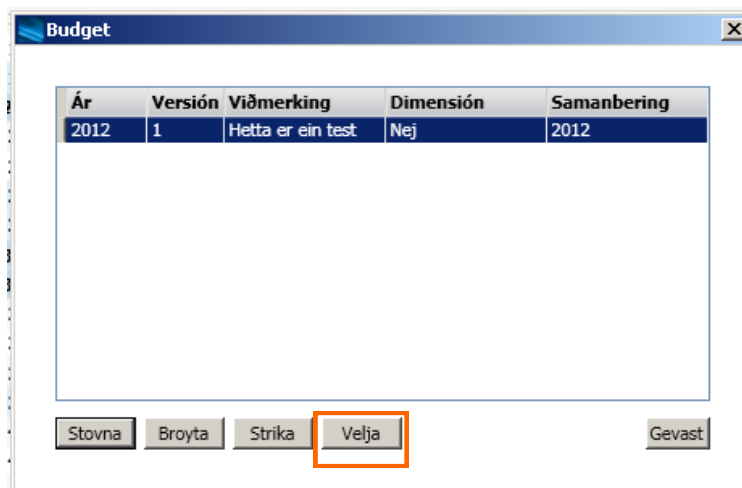 Budget
Ár Versión Viðmerking Dimensión Samanbering
2012 1 Hetta er ein test Nej 2012
Stovna Broyta Strika Velja Gevast